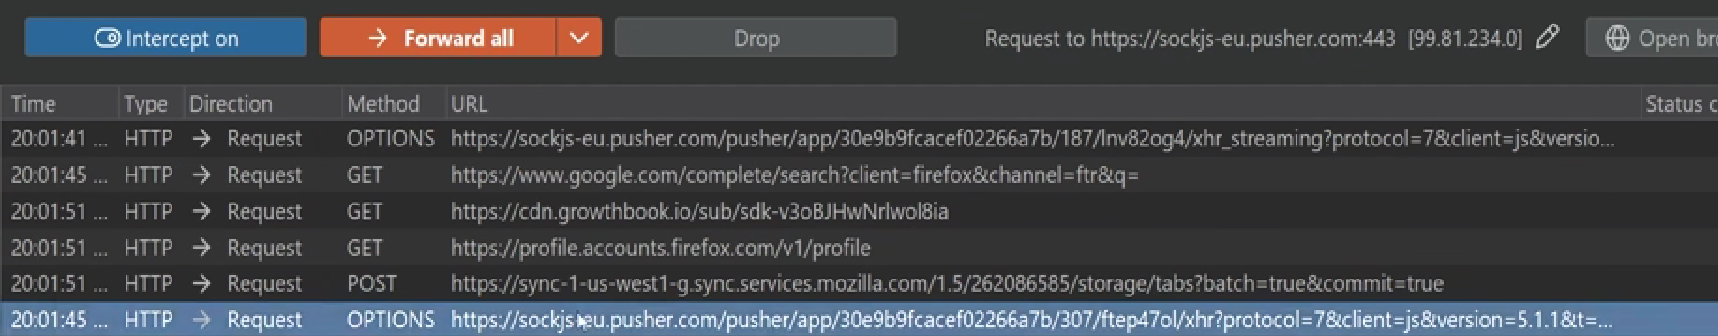 Intercept on Forward all Drop Request to https://sockjs-eu.pusher.com:443 [99.81.234.0] Open bro
Time Type Direction Method URL Status c
20:01:41 ... HTTP → Request OPTIONS https://sockjs-eu.pusher.com/pusher/app/30e9b9fcacef02266a7b/187/lnv82og4/xhr_streaming?protocol=7&client=js&versio...
20:01:45 ... HTTP → Request GET https://www.google.com/complete/search?client=firefox&channel=ftr&q=
20:01:51 ... HTTP → Request GET https://cdn.growthbook.io/sub/sdk-v3oBJHwNrlwol8ia
20:01:51 ... HTTP → Request GET https://profile.accounts.firefox.com/v1/profile
20:01:51 ... HTTP → Request POST https://sync-1-us-west1-g.sync.services.mozilla.com/1.5/262086585/storage/tabs?batch=true&commit=true
20:01:45 ... HTTP → Request OPTIONS https://sockjs-eu.pusher.com/pusher/app/30e9b9fcacef02266a7b/307/ftep47ol/xhr?protocol=7&client=js&version=5.1.1&t=...